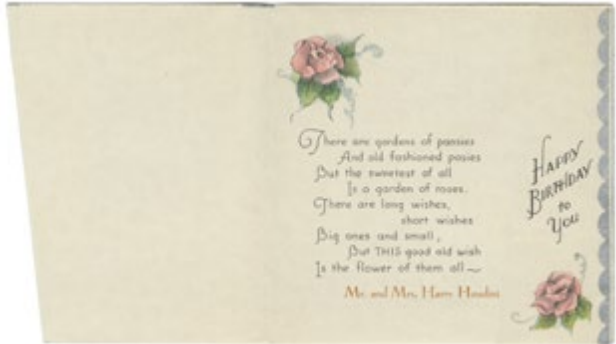 There are gardens of pansies
And old fashioned posies
But the sweetest of all
Is a garden of roses.
There are long wishes,
short wishes
Big ones and small,
But THIS good old wish
Is the flower of them all ~
Mr. and Mrs. Harry Houdini
HAPPY
BIRTHDAY
to
You